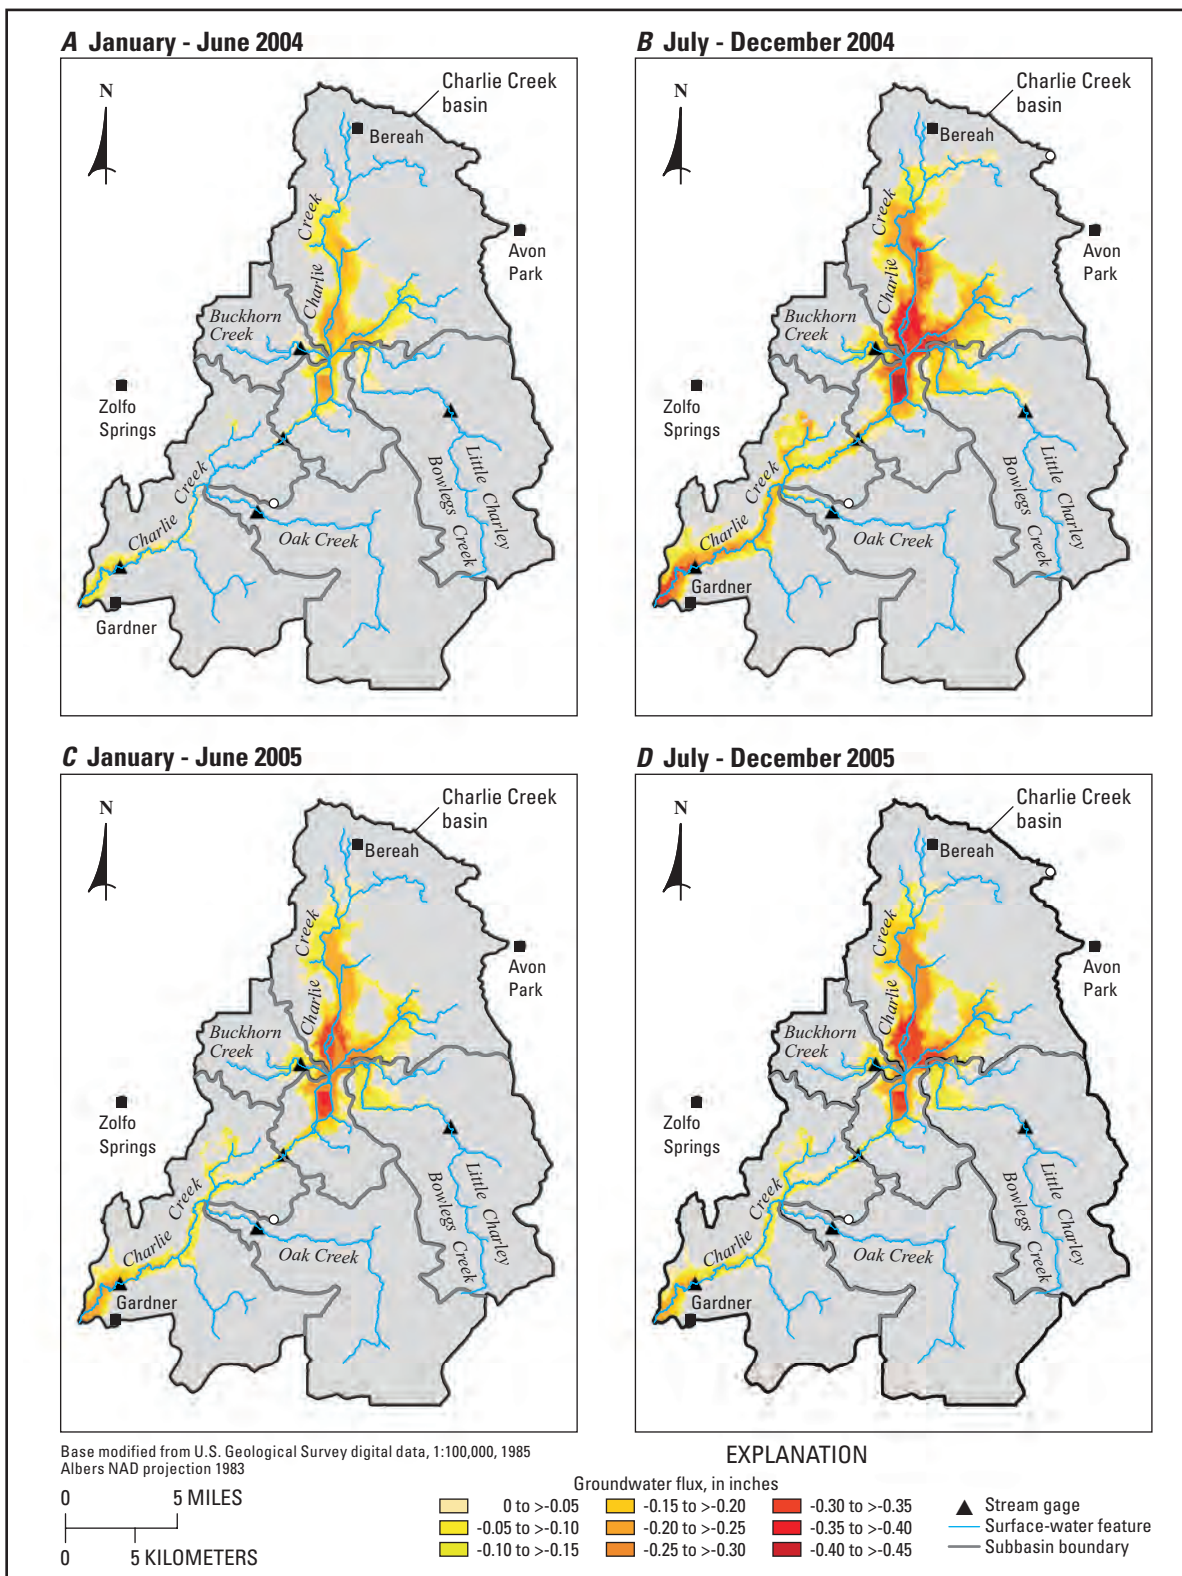 A January - June 2004
N
Charlie Creek
basin
Bereah
Creek
Avon
Park
Charlie
Buckhorn
Creek
Zolfo
Springs
Little Charley
Bowlegs Creek
Charlie Creek
Oak Creek
Gardner
B July - December 2004
N
Charlie Creek
basin
Bereah
Creek
Avon
Park
Charlie
Buckhorn
Creek
Zolfo
Springs
Little Charley
Bowlegs Creek
Charlie Creek
Oak Creek
Gardner
C January - June 2005
N
Charlie Creek
basin
Bereah
Creek
Avon
Park
Charlie
Buckhorn
Creek
Zolfo
Springs
Little Charley
Bowlegs Creek
Charlie Creek
Oak Creek
Gardner
D July - December 2005
N
Charlie Creek
basin
Bereah
Creek
Avon
Park
Charlie
Buckhorn
Creek
Zolfo
Springs
Little Charley
Bowlegs Creek
Charlie Creek
Oak Creek
Gardner
Base modified from U.S. Geological Survey digital data, 1:100,000, 1985
Albers NAD projection 1983
0 5 MILES
0 5 KILOMETERS
EXPLANATION
Groundwater flux, in inches
0 to >-0.05
-0.05 to >-0.10
-0.10 to >-0.15
-0.15 to >-0.20
-0.20 to >-0.25
-0.25 to >-0.30
-0.30 to >-0.35
-0.35 to >-0.40
-0.40 to >-0.45
Stream gage
Surface-water feature
Subbasin boundary